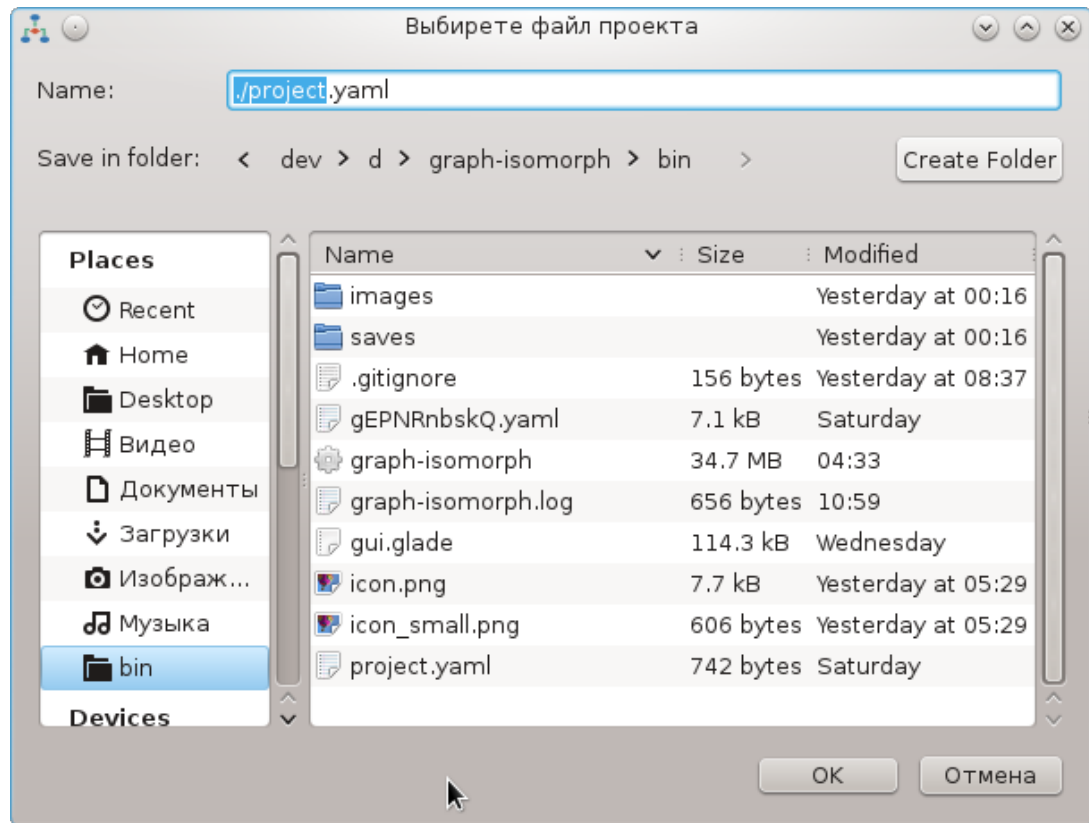 Выбирете файл проекта
Name: ./project.yaml
Save in folder: < dev > d > graph-isomorph > bin > Create Folder
Places
Recent
Home
Desktop
Видео
Документы
Загрузки
Изображ...
Музыка
bin
Devices
Name Size Modified
images Yesterday at 00:16
saves Yesterday at 00:16
.gitignore 156 bytes Yesterday at 08:37
gEPNRnbskQ.yaml 7.1 kB Saturday
graph-isomorph 34.7 MB 04:33
graph-isomorph.log 656 bytes 10:59
gui.glade 114.3 kB Wednesday
icon.png 7.7 kB Yesterday at 05:29
icon_small.png 606 bytes Yesterday at 05:29
project.yaml 742 bytes Saturday
OK Отмена